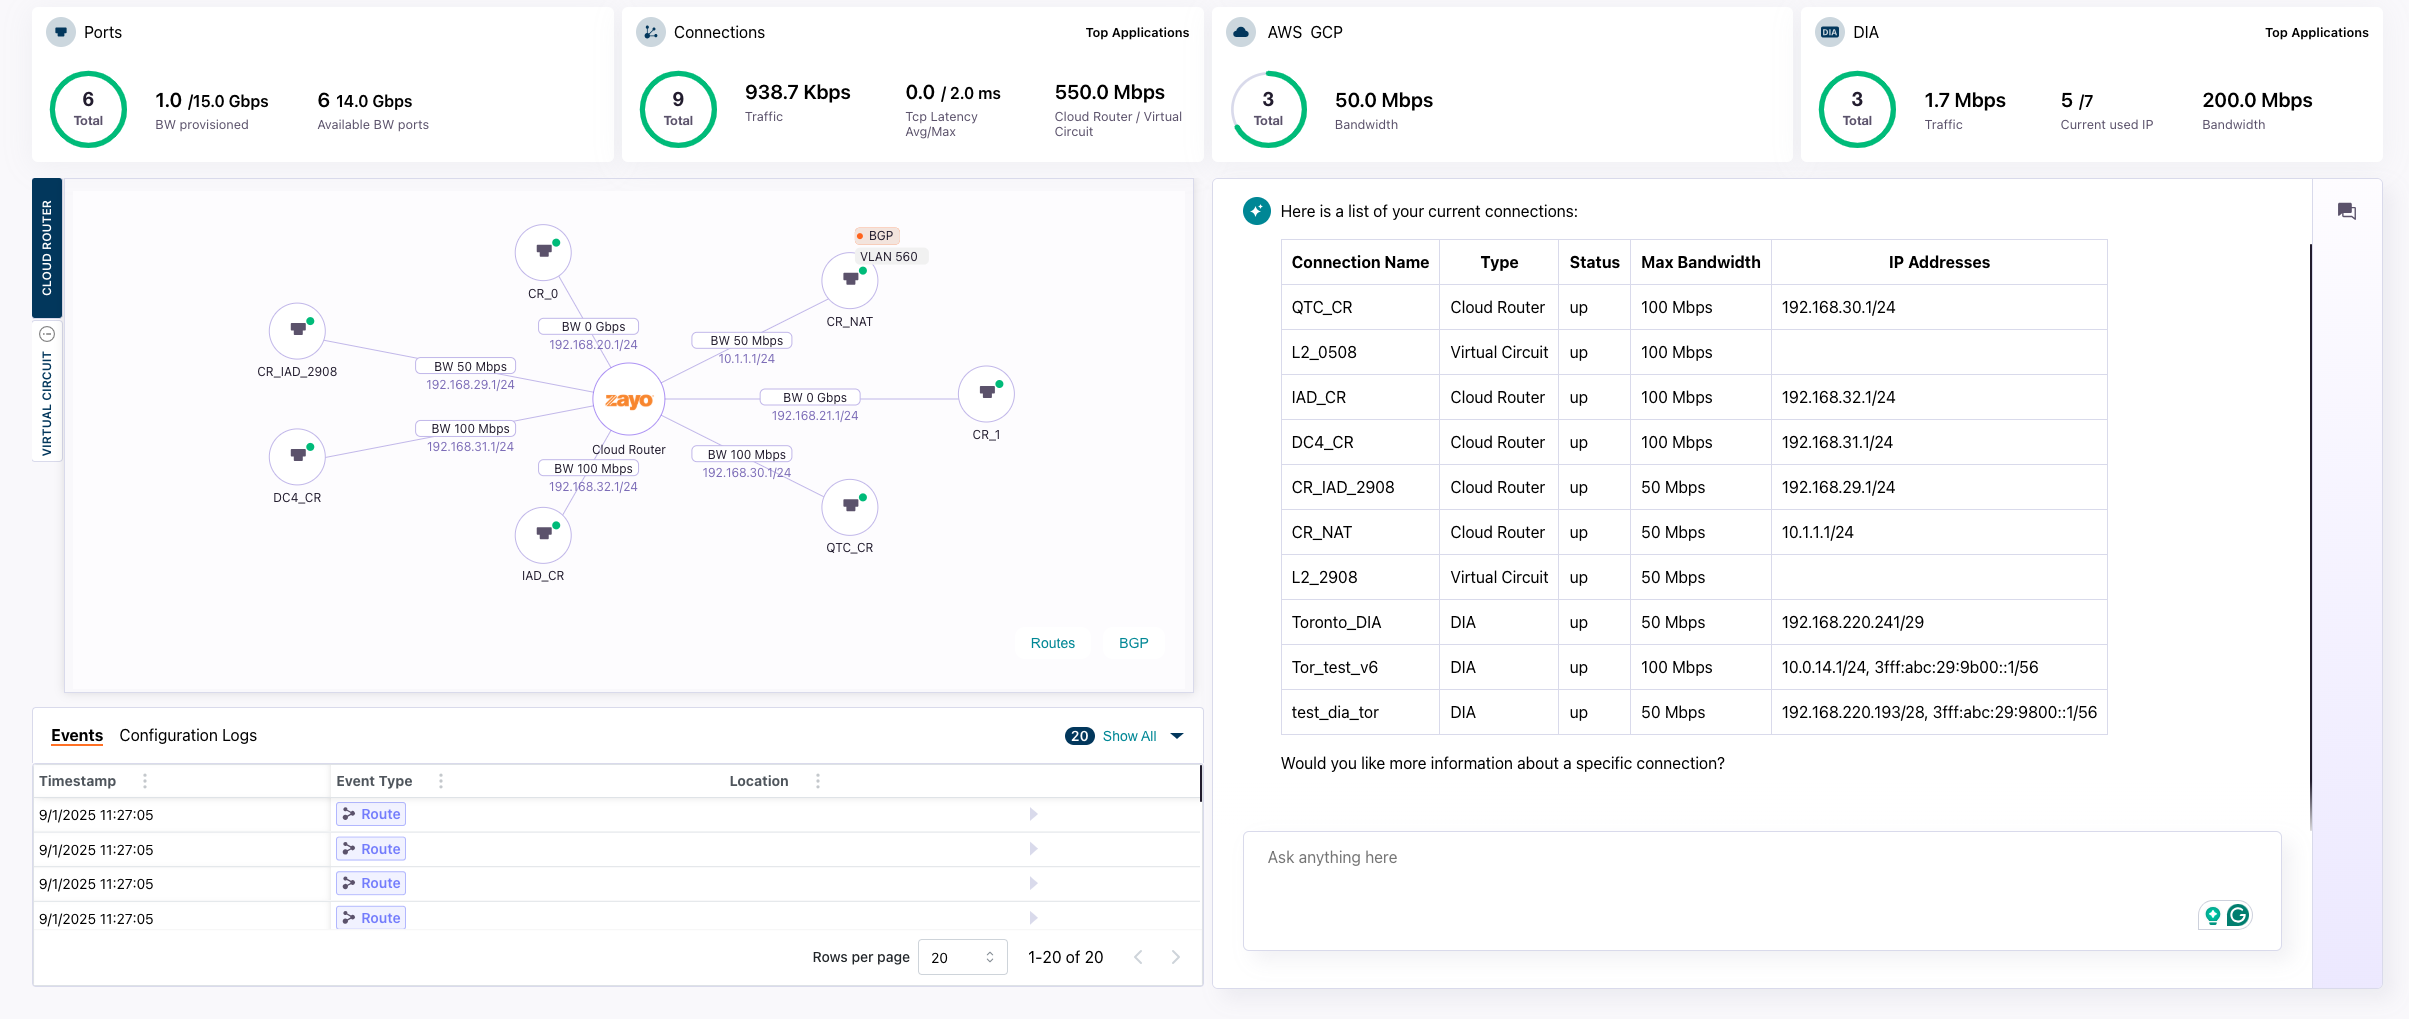 Ports
6
Total
1.0 /15.0 Gbps
BW provisioned
6 14.0 Gbps
Available BW ports
Connections
Top Applications
9
Total
938.7 Kbps
Traffic
0.0 / 2.0 ms
Tcp Latency
Avg/Max
550.0 Mbps
Cloud Router / Virtual
Circuit
AWS GCP
3
Total
50.0 Mbps
Bandwidth
DIA
DIA
Top Applications
3
Total
1.7 Mbps
Traffic
5 /7
Current used IP
200.0 Mbps
Bandwidth
CLOUD ROUTER
VIRTUAL CIRCUIT
CR_0
BW 0 Gbps
192.168.20.1/24
BGP
VLAN 560
CR_NAT
BW 50 Mbps
10.1.1.1/24
CR_IAD_2908
BW 50 Mbps
192.168.29.1/24
zayo
Cloud Router
BW 0 Gbps
192.168.21.1/24
CR_1
DC4_CR
BW 100 Mbps
192.168.31.1/24
BW 100 Mbps
192.168.32.1/24
IAD_CR
BW 100 Mbps
192.168.30.1/24
QTC_CR
Routes
BGP
Events
Configuration Logs
20
Show All
Timestamp
Event Type
Location
9/1/2025 11:27:05 Route
9/1/2025 11:27:05 Route
9/1/2025 11:27:05 Route
9/1/2025 11:27:05 Route
Rows per page
20
1-20 of 20
Here is a list of your current connections:
Connection Name Type Status Max Bandwidth IP Addresses
QTC_CR Cloud Router up 100 Mbps 192.168.30.1/24
L2_0508 Virtual Circuit up 100 Mbps
IAD_CR Cloud Router up 100 Mbps 192.168.32.1/24
DC4_CR Cloud Router up 100 Mbps 192.168.31.1/24
CR_IAD_2908 Cloud Router up 50 Mbps 192.168.29.1/24
CR_NAT Cloud Router up 50 Mbps 10.1.1.1/24
L2_2908 Virtual Circuit up 50 Mbps
Toronto_DIA DIA up 50 Mbps 192.168.220.241/29
Tor_test_v6 DIA up 100 Mbps 10.0.14.1/24, 3fff:abc:29:9b00::1/56
test_dia_tor DIA up 50 Mbps 192.168.220.193/28, 3fff:abc:29:9800::1/56
Would you like more information about a specific connection?
Ask anything here